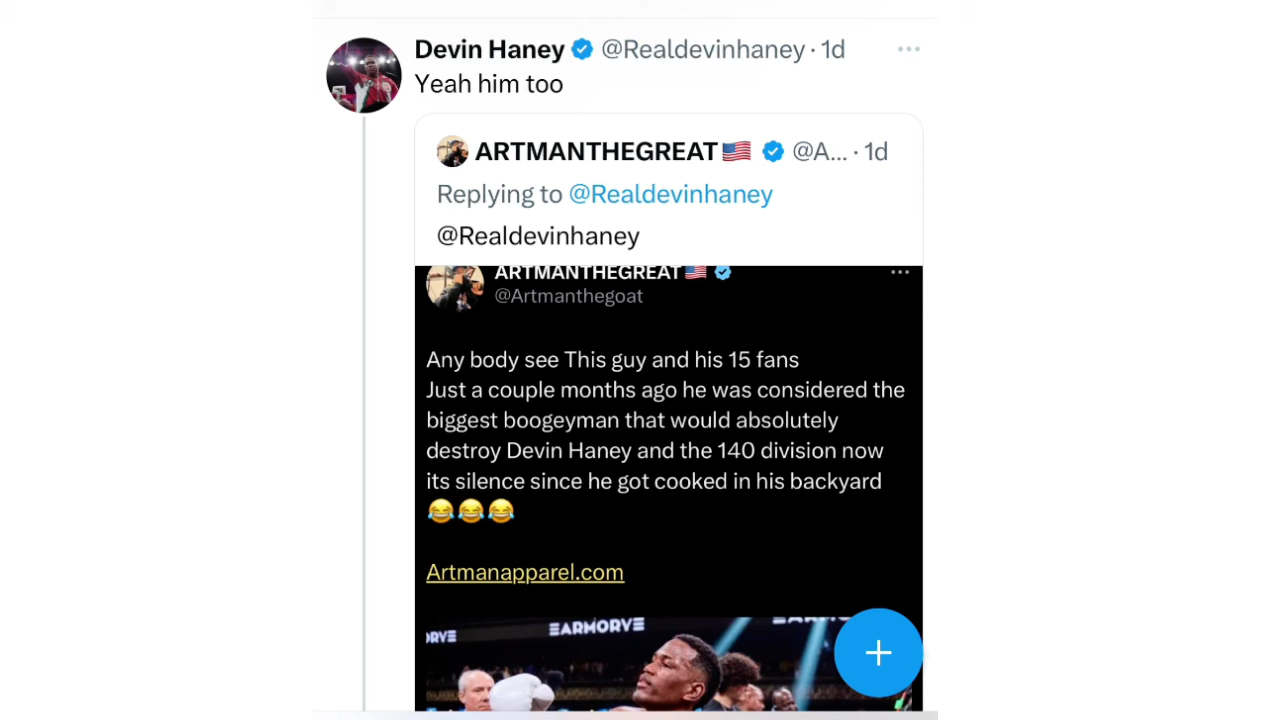 Devin Haney @Realdevinhaney · 1d
Yeah him too
ARTMANTHEGREAT🇺🇸 @A... · 1d
Replying to @Realdevinhaney
@Realdevinhaney
ARTMANTHEGREAT🇺🇸
@Artmanthegoat
Any body see This guy and his 15 fans
Just a couple months ago he was considered the
biggest boogeyman that would absolutely
destroy Devin Haney and the 140 division now
its silence since he got cooked in his backyard
😂😂😂
Artmanapparel.com
ARMORY